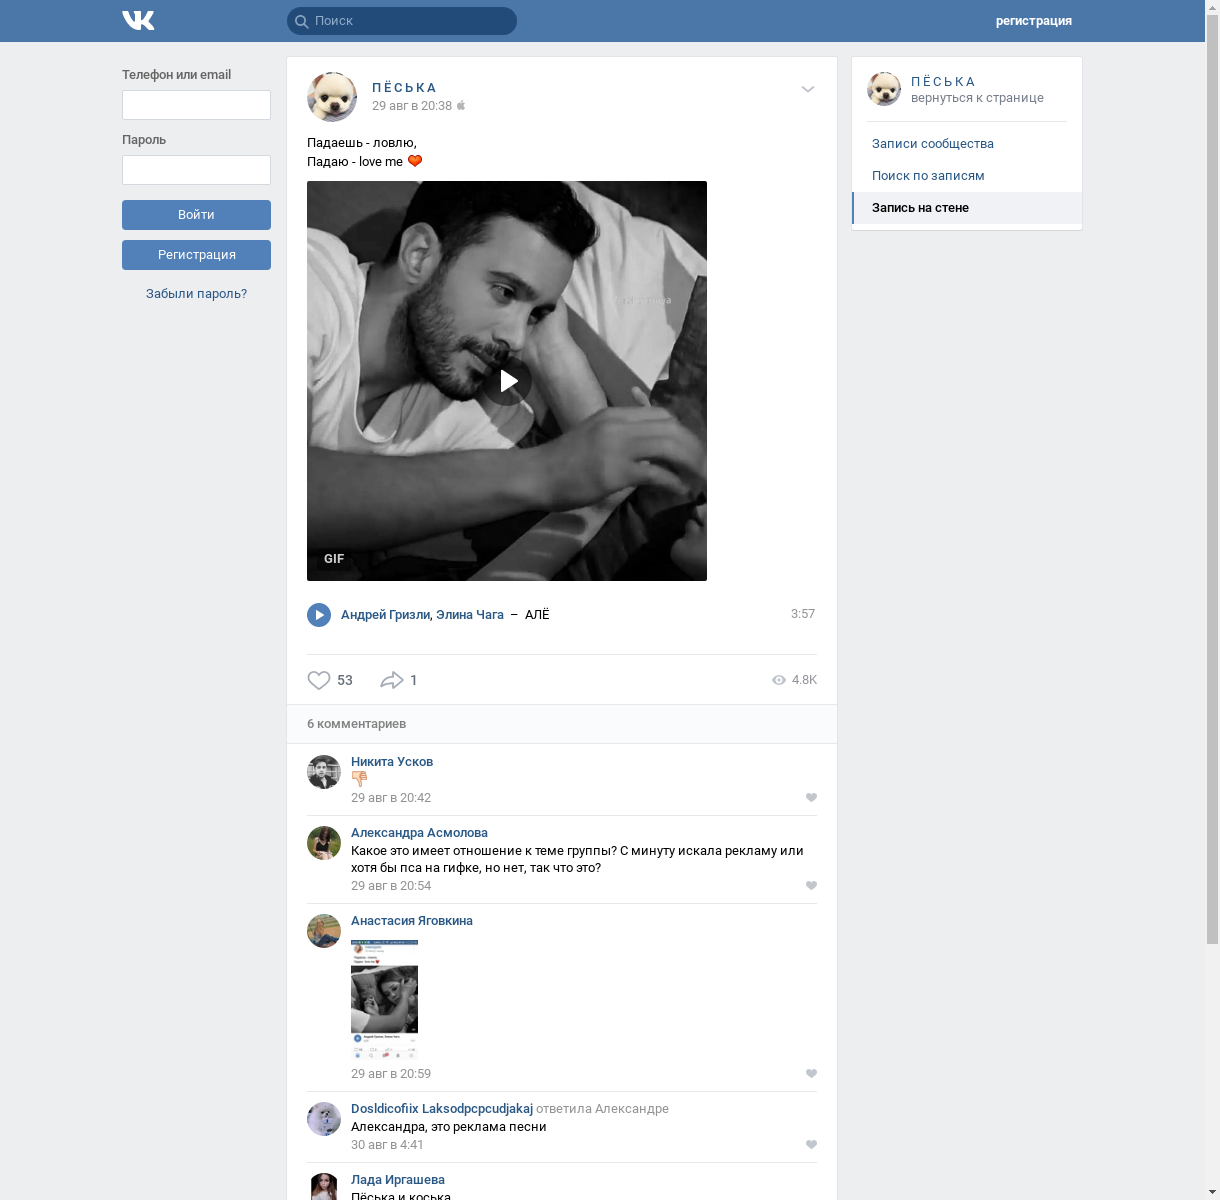 Поиск
регистрация
Телефон или email
Пароль
Войти
Регистрация
Забыли пароль?
ПЁСЬКА
29 авг в 20:38
Падаешь - ловлю,
Падаю - love me
GIF
Андрей Гризли, Элина Чага – АЛЁ
3:57
53
1
4.8K
6 комментариев
Никита Усков
29 авг в 20:42
Александра Асмолова
Какое это имеет отношение к теме группы? С минуту искала рекламу или
хотя бы пса на гифке, но нет, так что это?
29 авг в 20:54
Анастасия Яговкина
29 авг в 20:59
Dosldicofiix Laksodpcpcudjakaj ответила Александре
Александра, это реклама песни
30 авг в 4:41
Лада Иргашева
Пёська и коська
ПЁСЬКА
вернуться к странице
Записи сообщества
Поиск по записям
Запись на стене